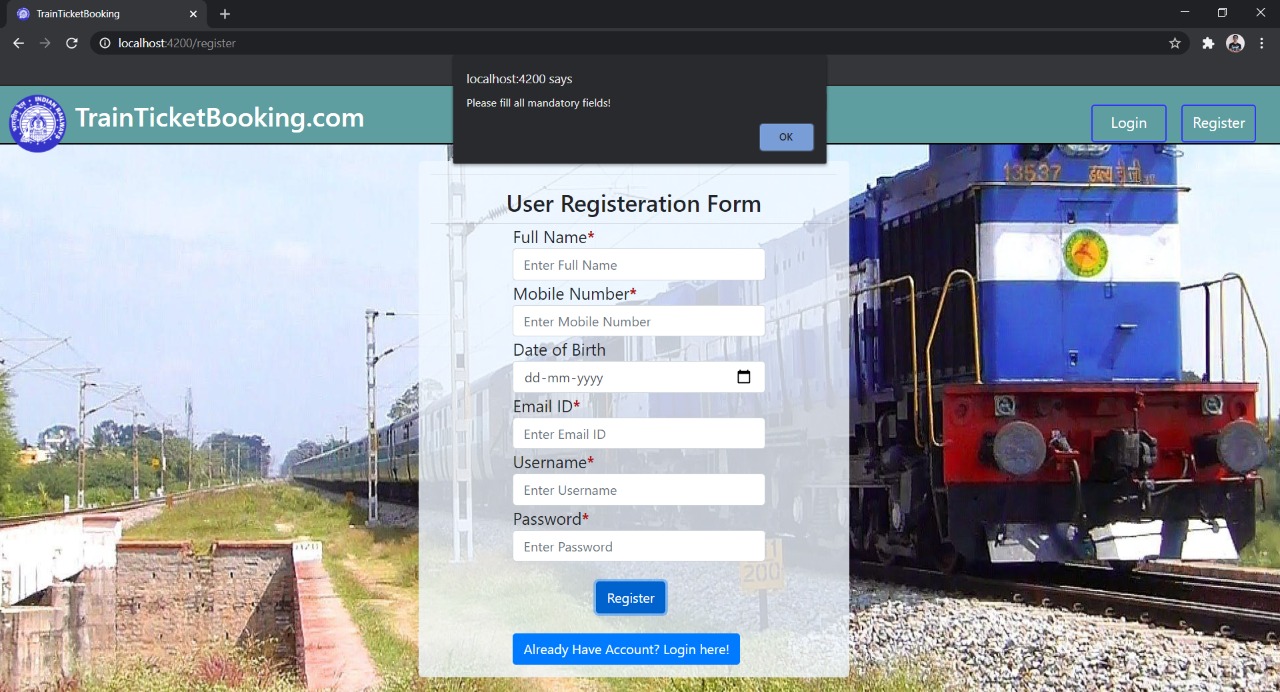 TrainTicketBooking
localhost:4200/register
localhost:4200 says
Please fill all mandatory fields!
OK
INDIAN RAILWAYS
TrainTicketBooking.com
Login
Register
13537
User Registeration Form
Full Name*
Enter Full Name
Mobile Number*
Enter Mobile Number
Date of Birth
dd-mm-yyyy
Email ID*
Enter Email ID
Username*
Enter Username
Password*
Enter Password
200
Register
Already Have Account? Login here!